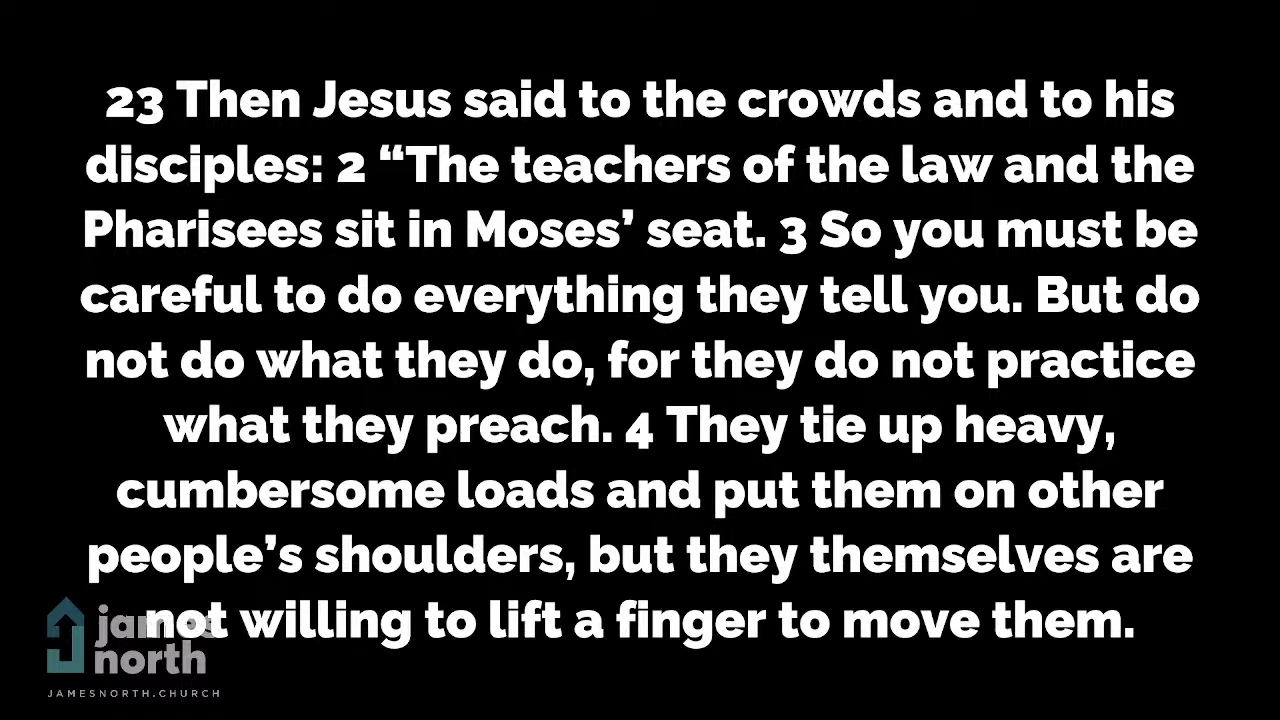 23 Then Jesus said to the crowds and to his
disciples: 2 “The teachers of the law and the
Pharisees sit in Moses’ seat. 3 So you must be
careful to do everything they tell you. But do
not do what they do, for they do not practice
what they preach. 4 They tie up heavy,
cumbersome loads and put them on other
people’s shoulders, but they themselves are
not willing to lift a finger to move them.
james
north
JAMESNORTH.CHURCH